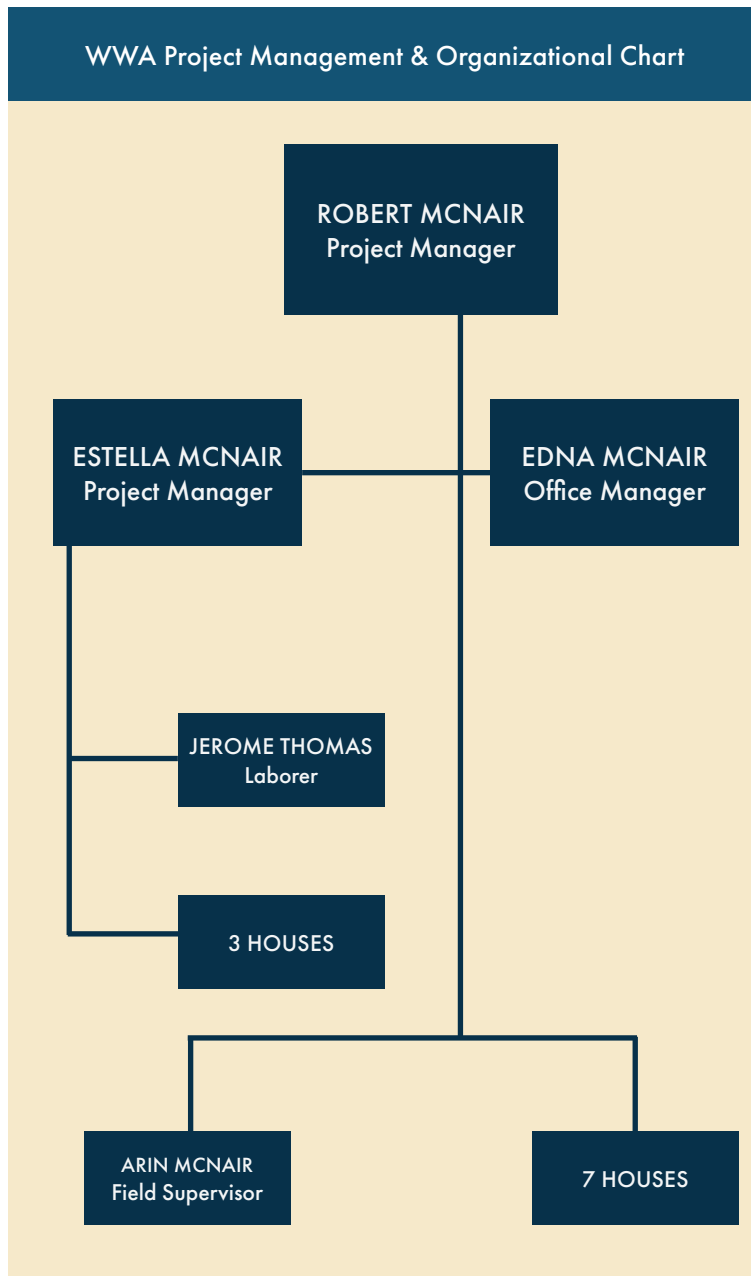 WWA Project Management & Organizational Chart
ROBERT MCNAIR
Project Manager
ESTELLA MCNAIR
Project Manager
EDNA MCNAIR
Office Manager
JEROME THOMAS
Laborer
3 HOUSES
ARIN MCNAIR
Field Supervisor
7 HOUSES